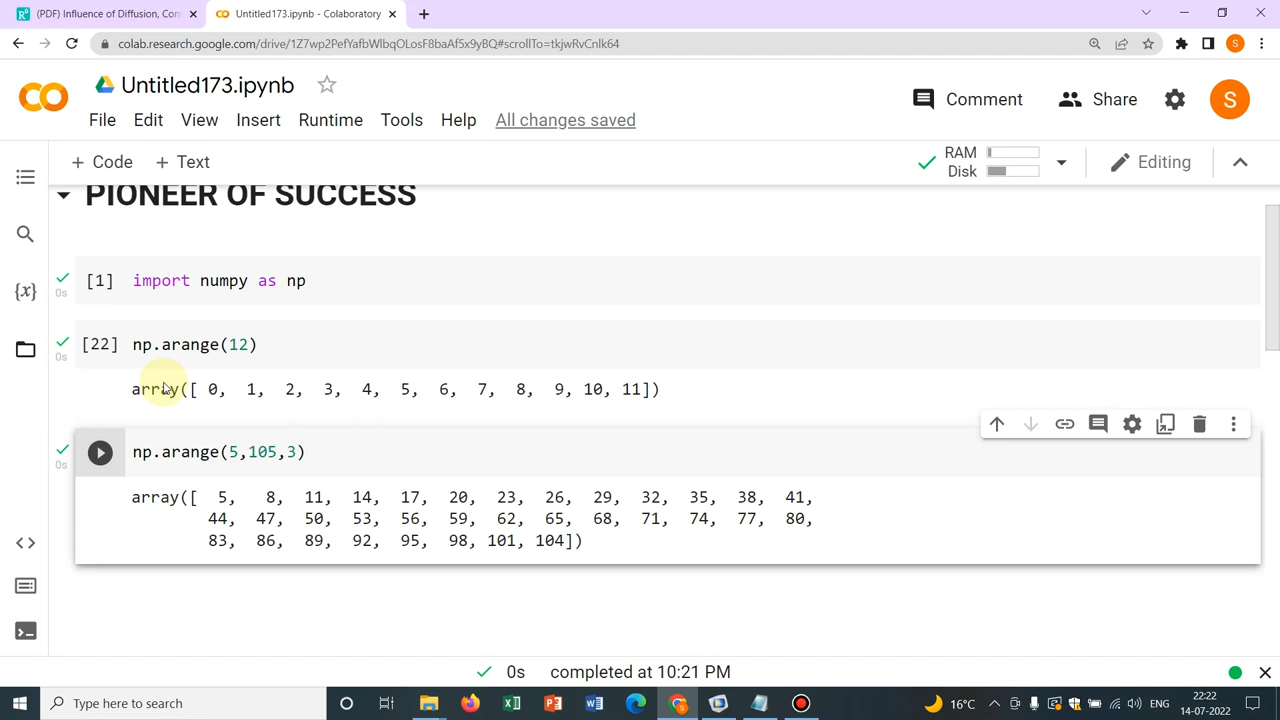 (PDF) Influence of Diffusion, Con
Untitled173.ipynb - Colaboratory
colab.research.google.com/drive/1Z7wp2PefYafbWlbqOLosF8baAf5x9yBQ#scrollTo=tkjwRvCnlk64
Untitled173.ipynb
Comment
Share
S
File Edit View Insert Runtime Tools Help All changes saved
+ Code + Text
RAM
Disk
Editing
PIONEER OF SUCCESS
[1] import numpy as np
0s
[22] np.arange(12)
0s
array([ 0, 1, 2, 3, 4, 5, 6, 7, 8, 9, 10, 11])
np.arange(5,105,3)
0s
array([ 5, 8, 11, 14, 17, 20, 23, 26, 29, 32, 35, 38, 41,
44, 47, 50, 53, 56, 59, 62, 65, 68, 71, 74, 77, 80,
83, 86, 89, 92, 95, 98, 101, 104])
0s completed at 10:21 PM
Type here to search
16°C
ENG
22:22
14-07-2022